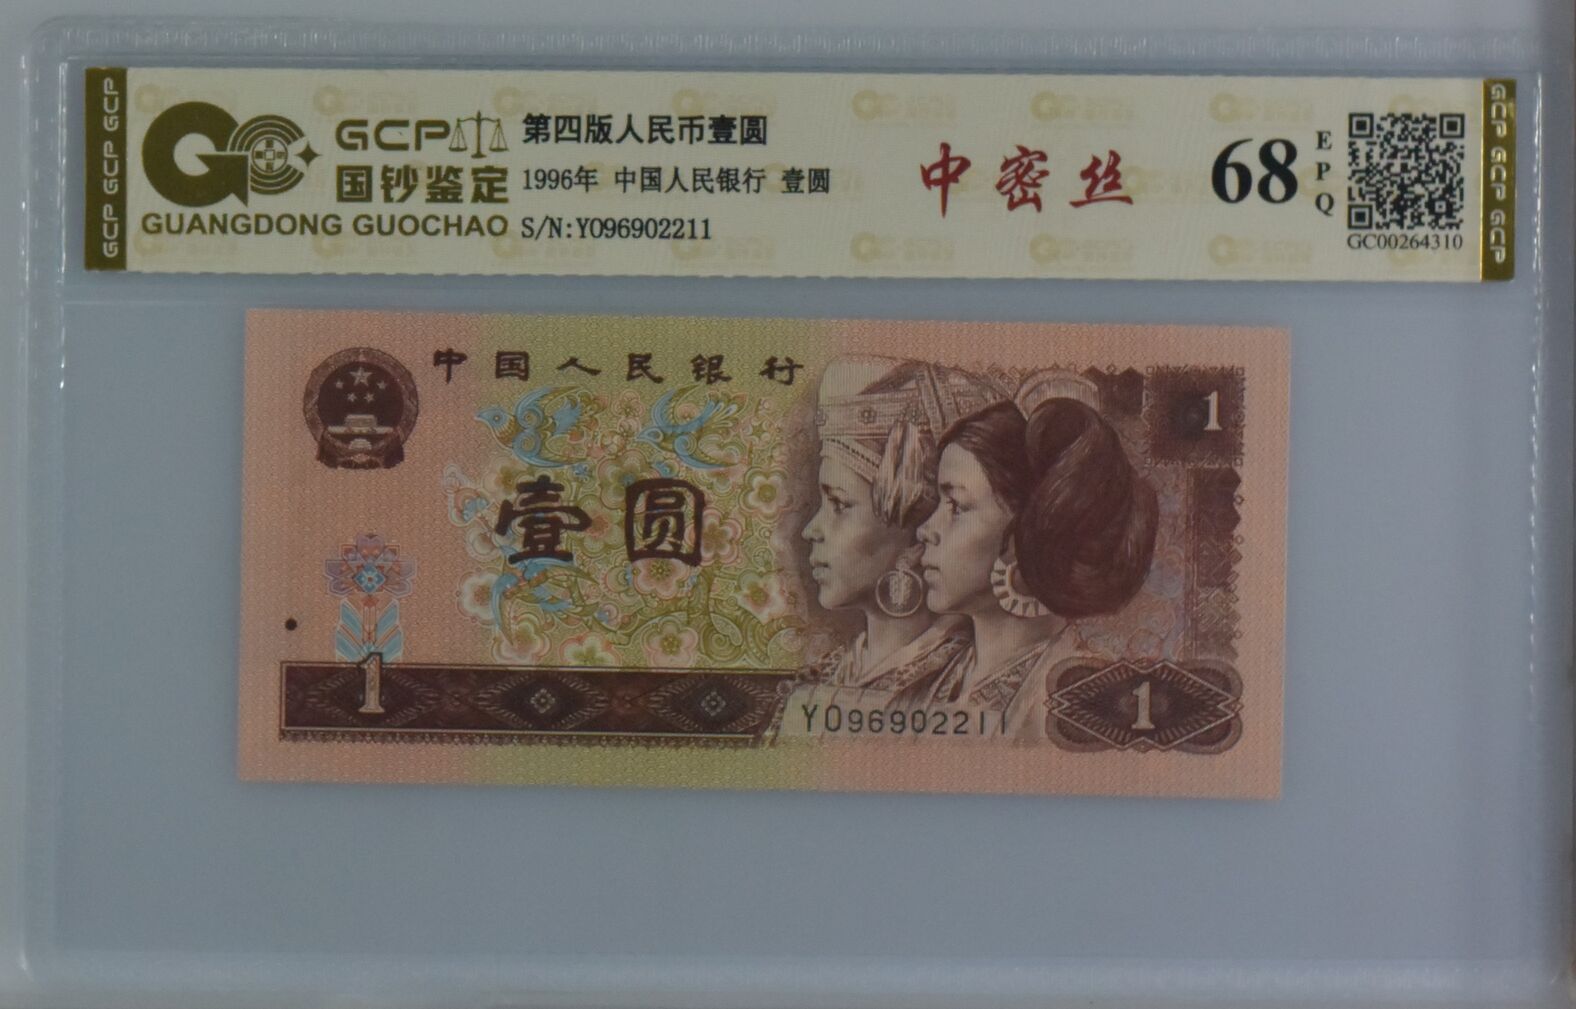 GCP GCP GCP
GCP
国钞鉴定
GUANGDONG GUOCHAO
第四版人民币壹圆
1996年 中国人民银行 壹圆
S/N:Y096902211
中密丝
68
EPQ
GC00264310
GCP GCP GCP
中国人民银行
1
壹圆
1
Y096902211
1